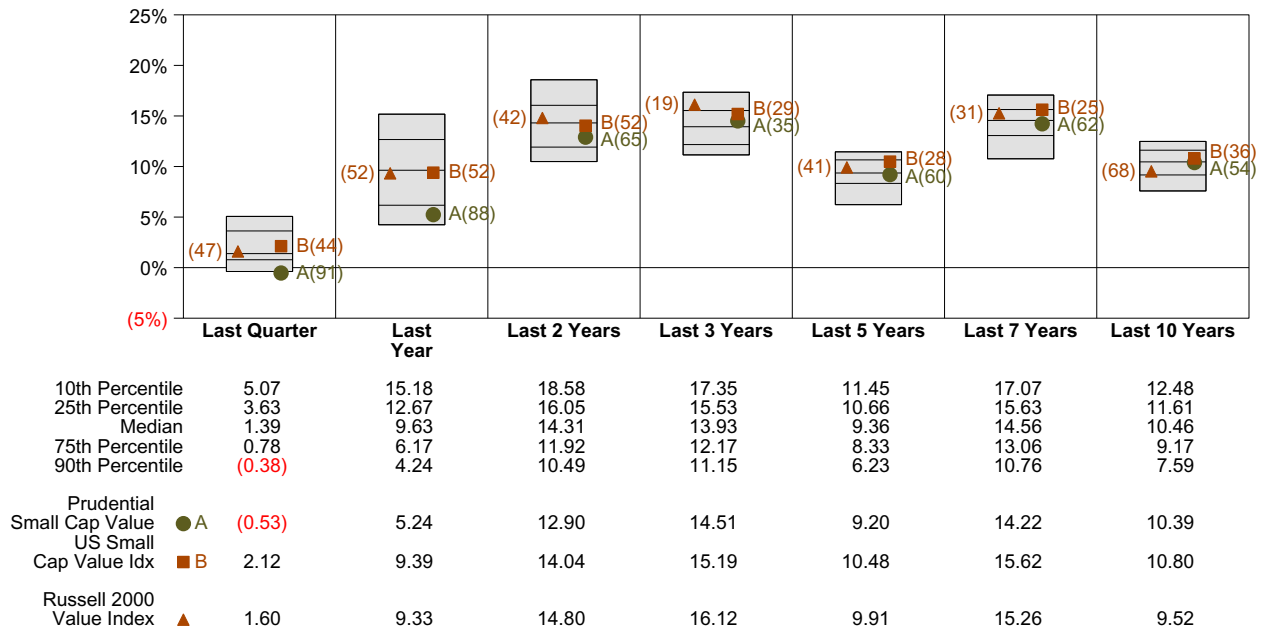 25%
20%
15%
10%
5%
0%
(5%)
(47) B(44)
A(91)
(52) B(52)
A(88)
(42) B(52)
A(65)
(19) B(29)
A(35)
(41) B(28)
A(60)
(31) B(25)
A(62)
(68) B(36)
A(54)
Last Quarter Last Last 2 Years Last 3 Years Last 5 Years Last 7 Years Last 10 Years
Year
10th Percentile 5.07 15.18 18.58 17.35 11.45 17.07 12.48
25th Percentile 3.63 12.67 16.05 15.53 10.66 15.63 11.61
Median 1.39 9.63 14.31 13.93 9.36 14.56 10.46
75th Percentile 0.78 6.17 11.92 12.17 8.33 13.06 9.17
90th Percentile (0.38) 4.24 10.49 11.15 6.23 10.76 7.59
Prudential
Small Cap Value A (0.53) 5.24 12.90 14.51 9.20 14.22 10.39
US Small
Cap Value Idx B 2.12 9.39 14.04 15.19 10.48 15.62 10.80
Russell 2000
Value Index 1.60 9.33 14.80 16.12 9.91 15.26 9.52